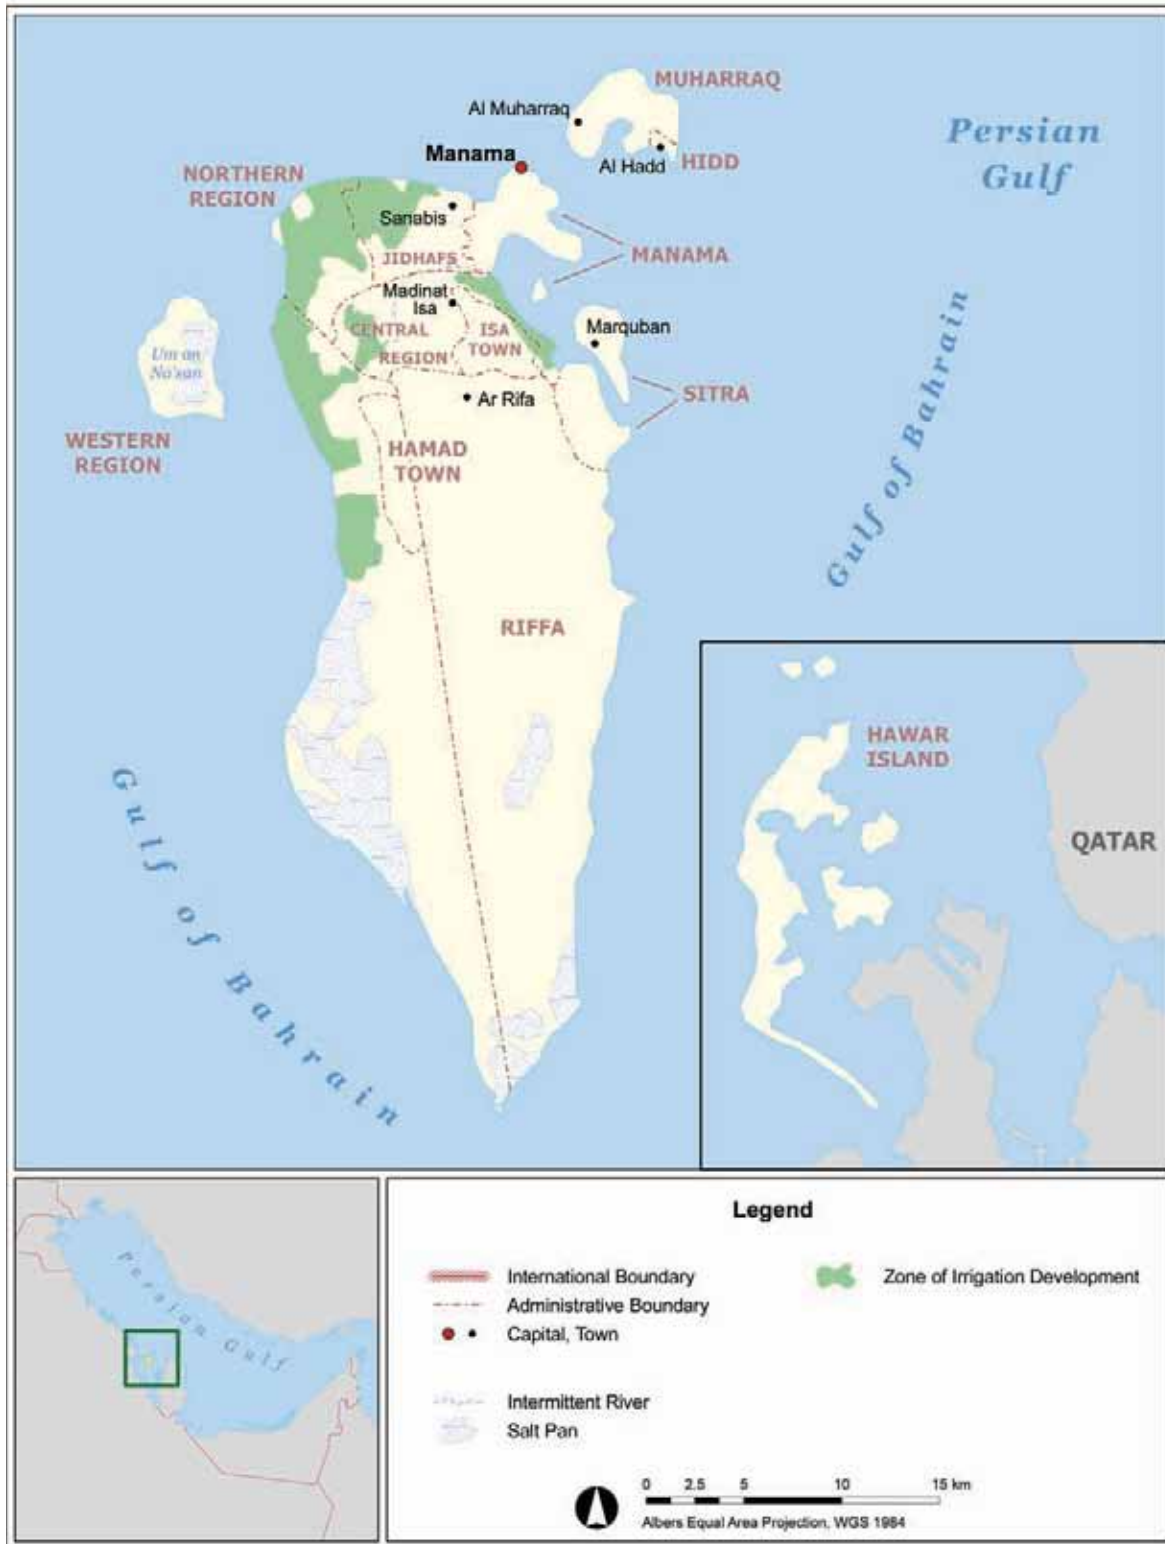 MUHARRAQ
Al Muharraq
Persian
Gulf
Manama
Al Hadd
HIDD
NORTHERN
REGION
Sanabis
MANAMA
JIDHAFS
Madinat
Isa
CENTRAL
REGION
ISA
TOWN
Marquban
Um an
Na'san
SITRA
Ar Rifa
WESTERN
REGION
HAMAD
TOWN
Gulf of Bahrain
RIFFA
HAWAR
ISLAND
QATAR
Gulf of Bahrain
Persian Gulf
Legend
International Boundary
Administrative Boundary
Capital, Town
Intermittent River
Salt Pan
Zone of Irrigation Development
0 2.5 5 10 15 km
Albers Equal Area Projection, WGS 1984